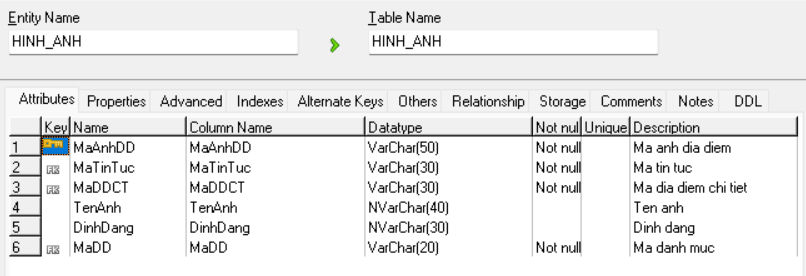 Entity Name Table Name
HINH_ANH HINH_ANH
Attributes Properties Advanced Indexes Alternate Keys Others Relationship Storage Comments Notes DDL
Key Name Column Name Datatype Not nul Unique Description
1 MaAnhDD MaAnhDD VarChar(50) Not null Ma anh dia diem
2 FK MaTinTuc MaTinTuc VarChar(30) Not null Ma tin tuc
3 FK MaDDCT MaDDCT VarChar(30) Not null Ma dia diem chi tiet
4 TenAnh TenAnh NVarChar(40) Ten anh
5 DinhDang DinhDang NVarChar(30) Dinh dang
6 FK MaDD MaDD VarChar(20) Not null Ma danh muc